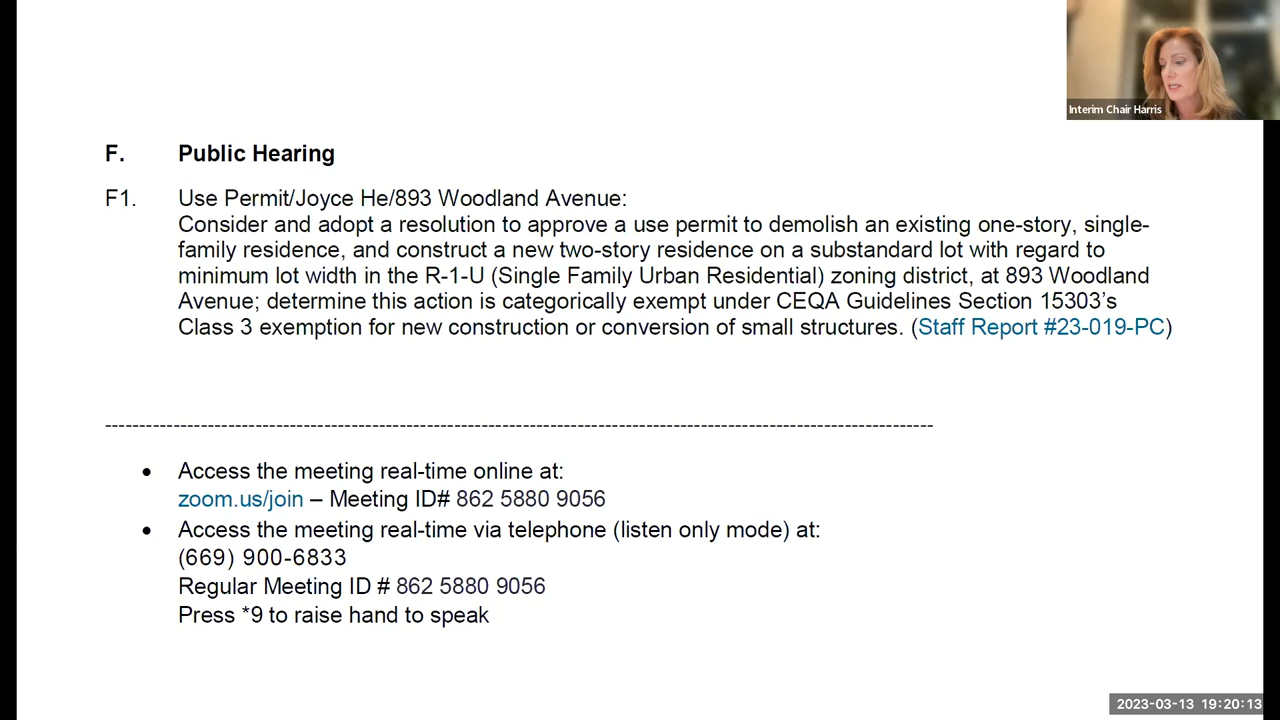 Interim Chair Harris
F. Public Hearing
F1. Use Permit/Joyce He/893 Woodland Avenue:
Consider and adopt a resolution to approve a use permit to demolish an existing one-story, single-
family residence, and construct a new two-story residence on a substandard lot with regard to
minimum lot width in the R-1-U (Single Family Urban Residential) zoning district, at 893 Woodland
Avenue; determine this action is categorically exempt under CEQA Guidelines Section 15303’s
Class 3 exemption for new construction or conversion of small structures. (Staff Report #23-019-PC)
--------------------------------------------------------------------------------------------------------------------------
• Access the meeting real-time online at:
zoom.us/join – Meeting ID# 862 5880 9056
• Access the meeting real-time via telephone (listen only mode) at:
(669) 900-6833
Regular Meeting ID # 862 5880 9056
Press *9 to raise hand to speak
2023-03-13 19:20:13